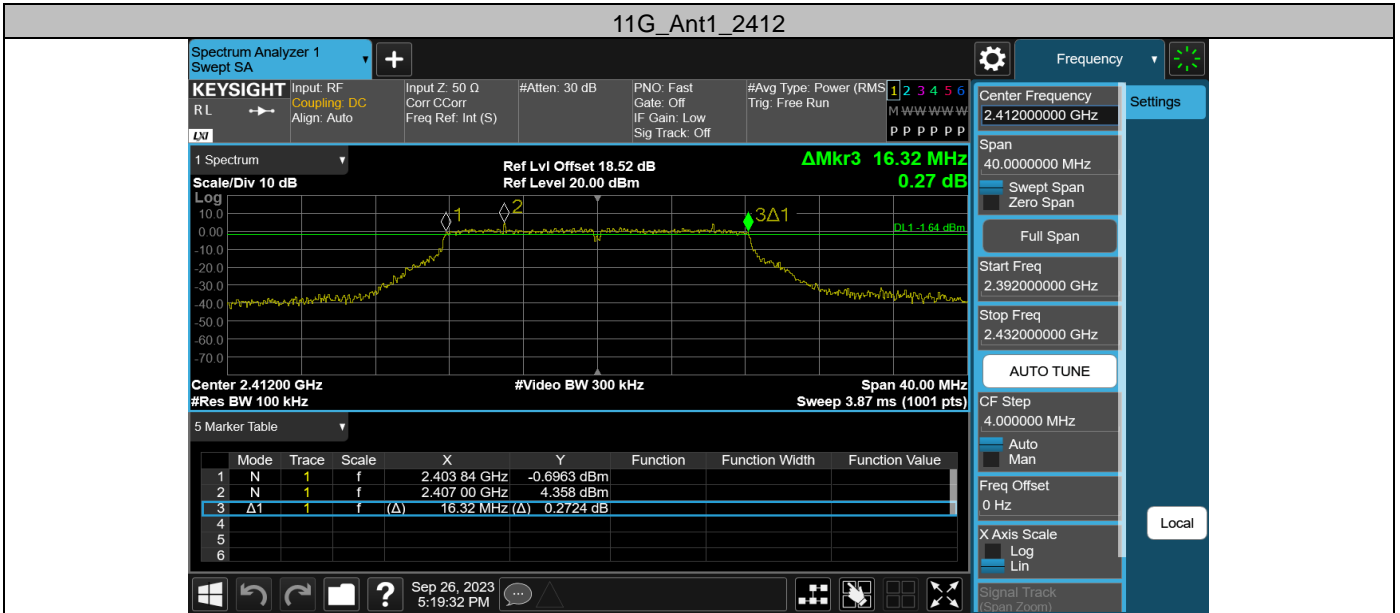 11G_Ant1_2412
Spectrum Analyzer 1
Swept SA
+
Frequency
KEYSIGHT
R L
LXI
Input: RF
Coupling: DC
Align: Auto
Input Z: 50 Ω
Corr CCorr
Freq Ref: Int (S)
#Atten: 30 dB
PNO: Fast
Gate: Off
IF Gain: Low
Sig Track: Off
#Avg Type: Power (RMS
Trig: Free Run
1 2 3 4 5 6
M W W W W W
P P P P P P
Center Frequency
2.412000000 GHz
Settings
Span
40.0000000 MHz
Swept Span
Zero Span
Full Span
Start Freq
2.392000000 GHz
Stop Freq
2.432000000 GHz
AUTO TUNE
CF Step
4.000000 MHz
Auto
Man
Freq Offset
0 Hz
X Axis Scale
Log
Lin
Signal Track
(Span Zoom)
Local
1 Spectrum
Scale/Div 10 dB
Ref Lvl Offset 18.52 dB
Ref Level 20.00 dBm
ΔMkr3 16.32 MHz
0.27 dB
Log
10.0
0.00
-10.0
-20.0
-30.0
-40.0
-50.0
-60.0
-70.0
1
2
3Δ1
DL1 -1.64 dBm
Center 2.41200 GHz
#Video BW 300 kHz
Span 40.00 MHz
#Res BW 100 kHz
Sweep 3.87 ms (1001 pts)
5 Marker Table
Mode Trace Scale X Y Function Function Width Function Value
1 N 1 f 2.403 84 GHz -0.6963 dBm
2 N 1 f 2.407 00 GHz 4.358 dBm
3 Δ1 1 f (Δ) 16.32 MHz (Δ) 0.2724 dB
4
5
6
?
Sep 26, 2023
5:19:32 PM